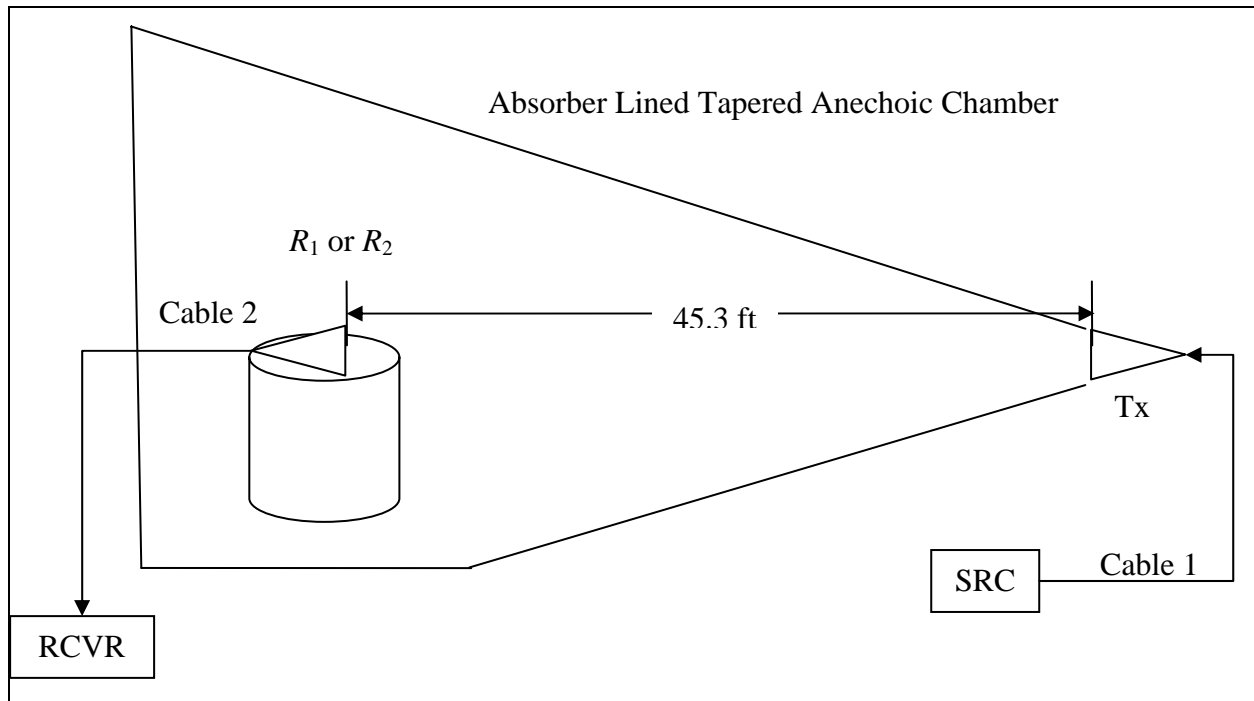 Absorber Lined Tapered Anechoic Chamber
R₁ or R₂
Cable 2
45.3 ft
Tx
SRC
Cable 1
RCVR